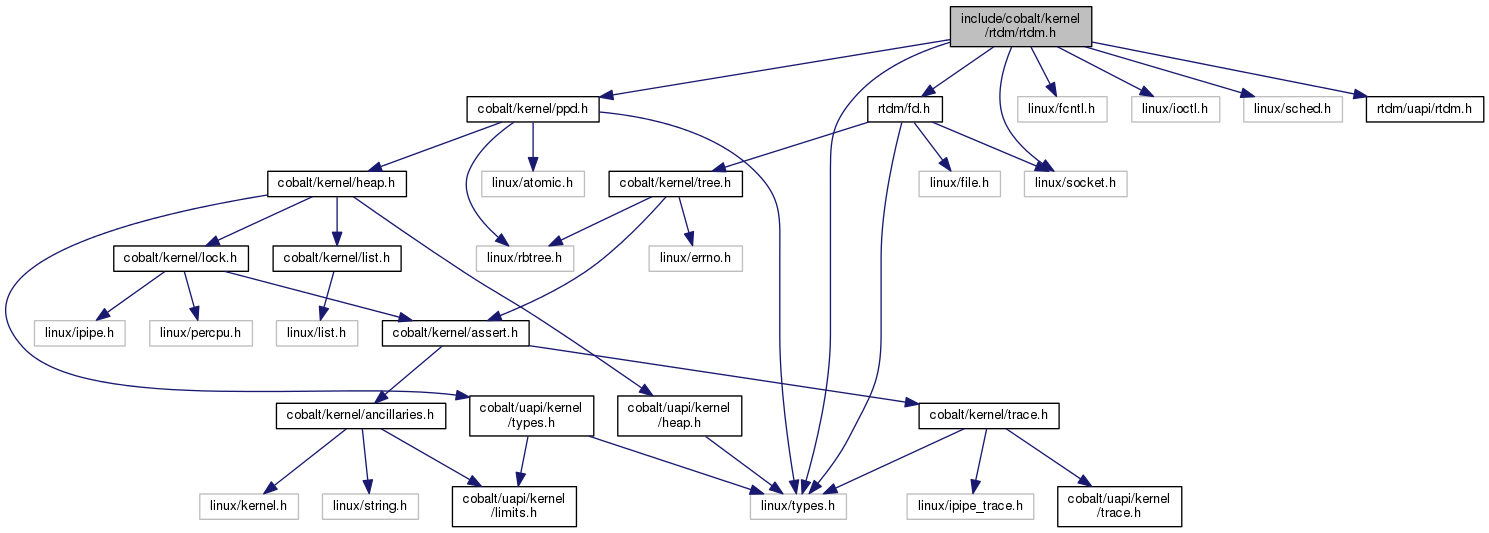 include/cobalt/kernel
/rtdm/rtdm.h
cobalt/kernel/ppd.h
rtdm/fd.h
linux/fcntl.h
linux/ioctl.h
linux/sched.h
rtdm/uapi/rtdm.h
cobalt/kernel/heap.h
linux/atomic.h
cobalt/kernel/tree.h
linux/file.h
linux/socket.h
cobalt/kernel/lock.h
cobalt/kernel/list.h
linux/rbtree.h
linux/errno.h
linux/ipipe.h
linux/percpu.h
linux/list.h
cobalt/kernel/assert.h
cobalt/kernel/ancillaries.h
cobalt/uapi/kernel
/types.h
cobalt/uapi/kernel
/heap.h
cobalt/kernel/trace.h
linux/kernel.h
linux/string.h
cobalt/uapi/kernel
/limits.h
linux/types.h
linux/ipipe_trace.h
cobalt/uapi/kernel
/trace.h